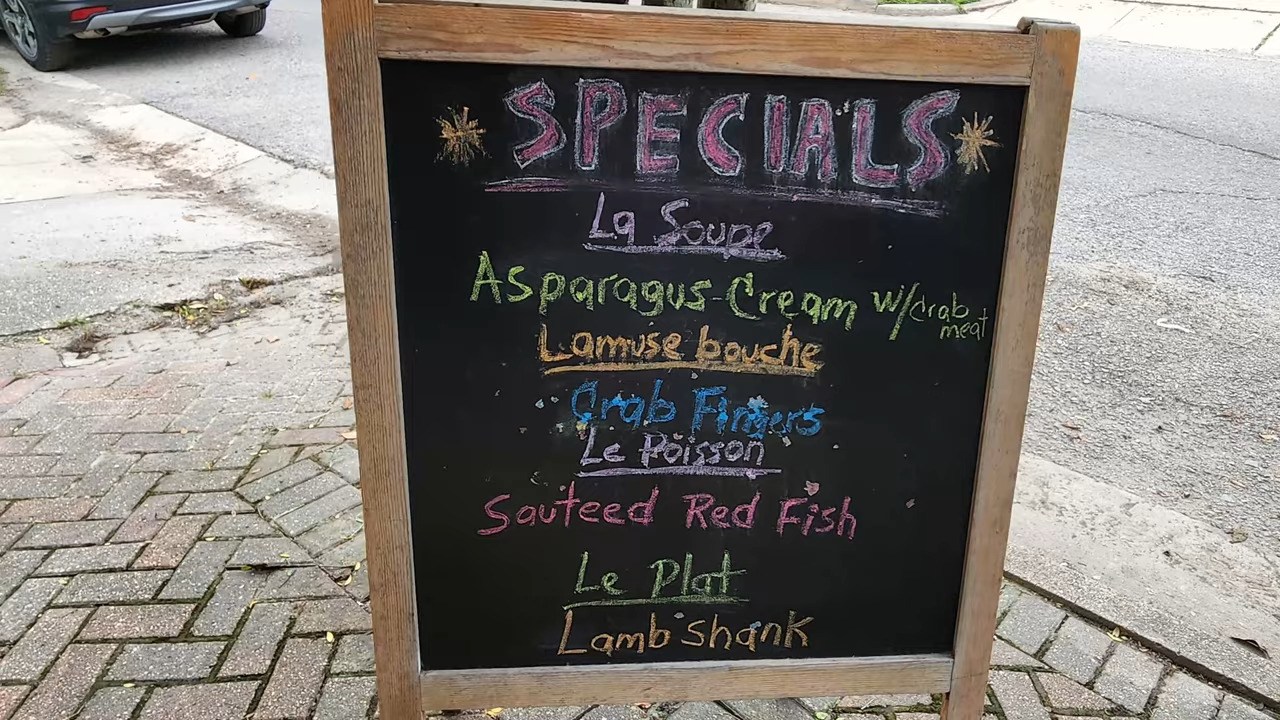 SPECIALS
La Soupe
Asparagus-Cream w/crab meat
Lamuse bouche
Crab Fingers
Le Poisson
Sauteed Red Fish
Le Plat
Lamb shank